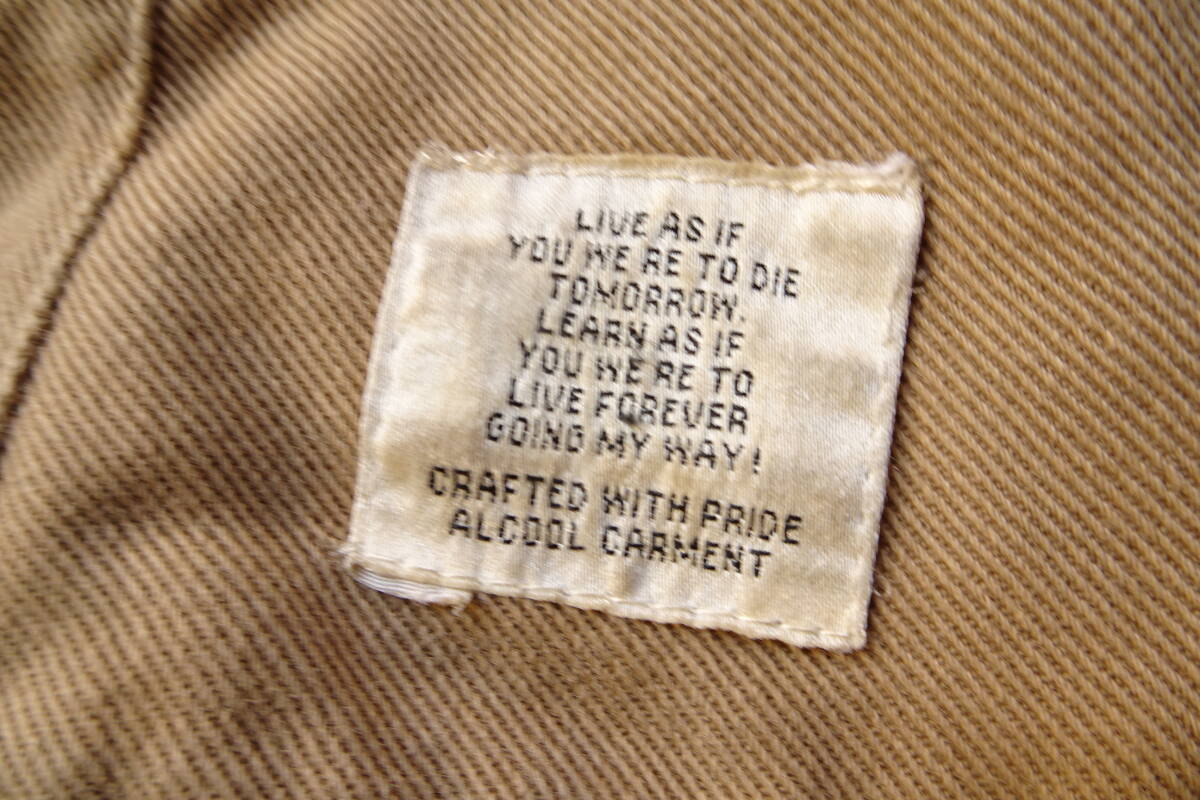 LIVE AS IF
YOU WE RE TO DIE
TOMORROW.
LEARN AS IF
YOU WE RE TO
LIVE FOREVER
GOING MY WAY!
CRAFTED WITH PRIDE
ALCOOL GARMENT